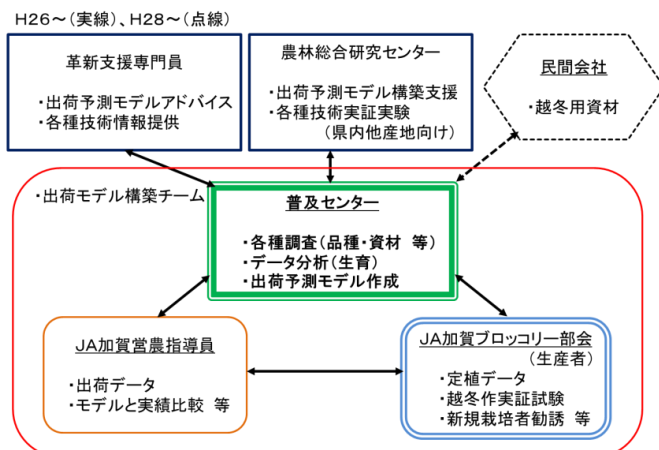 H26～(実線)、H28～(点線)
革新支援専門員
・出荷予測モデルアドバイス
・各種技術情報提供
農林総合研究センター
・出荷予測モデル構築支援
・各種技術実証実験
(県内他産地向け)
民間会社
・越冬用資材
・出荷モデル構築チーム
普及センター
・各種調査(品種・資材 等)
・データ分析(生育)
・出荷予測モデル作成
JA加賀営農指導員
・出荷データ
・モデルと実績比較 等
JA加賀ブロッコリー部会
(生産者)
・定植データ
・越冬作実証試験
・新規栽培者勧誘 等